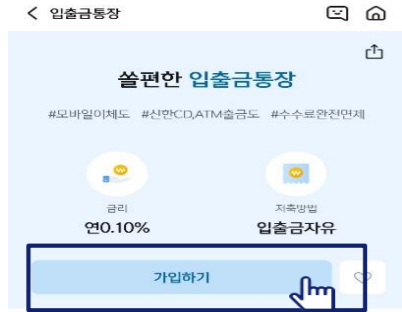 입출금통장
쏠편한 입출금통장
#모바일이체도 #신한CD,ATM출금도 #수수료완전면제
금리
연0.10%
저축방법
입출금자유
가입하기